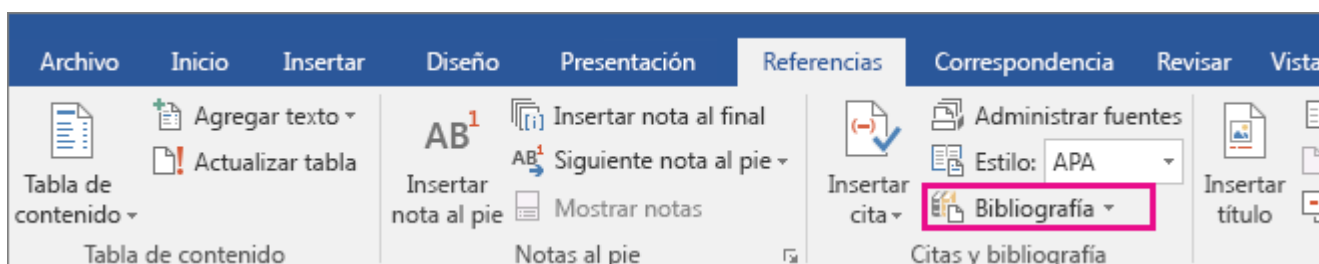 Archivo Inicio Insertar Diseño Presentación Referencias Correspondencia Revisar Vista
Tabla de
contenido
Agregar texto
Actualizar tabla
Tabla de contenido
AB1
Insertar
nota al pie
[i] Insertar nota al final
AB1 Siguiente nota al pie
Mostrar notas
Notas al pie
(-)
Insertar
cita
Administrar fuentes
Estilo: APA
Bibliografía
Citas y bibliografía
Insertar
título